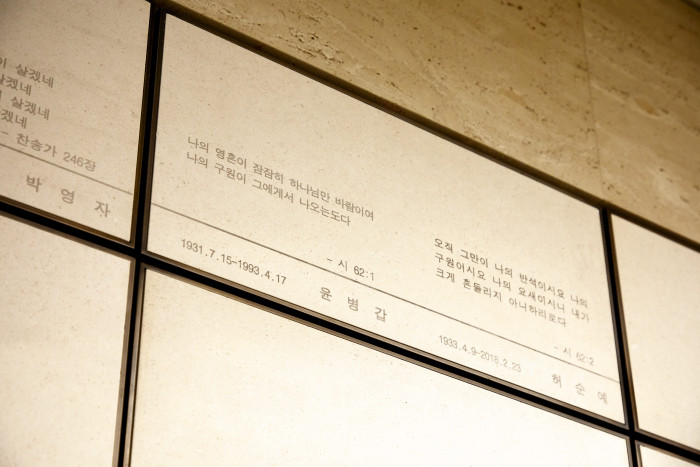 살겠네
살겠네
살겠네
겠네
- 찬송가 246장
박 영 자
나의 영혼이 잠잠히 하나님만 바람이여
나의 구원이 그에게서 나오는도다
- 시 62:1
1931.7.15-1993.4.17
윤 병 갑
오직 그만이 나의 반석이시요 나의
구원이시요 나의 요새이시니 내가
크게 흔들리지 아니하리로다
- 시 62:2
1933.4.9-2018.2.23
허 순 예